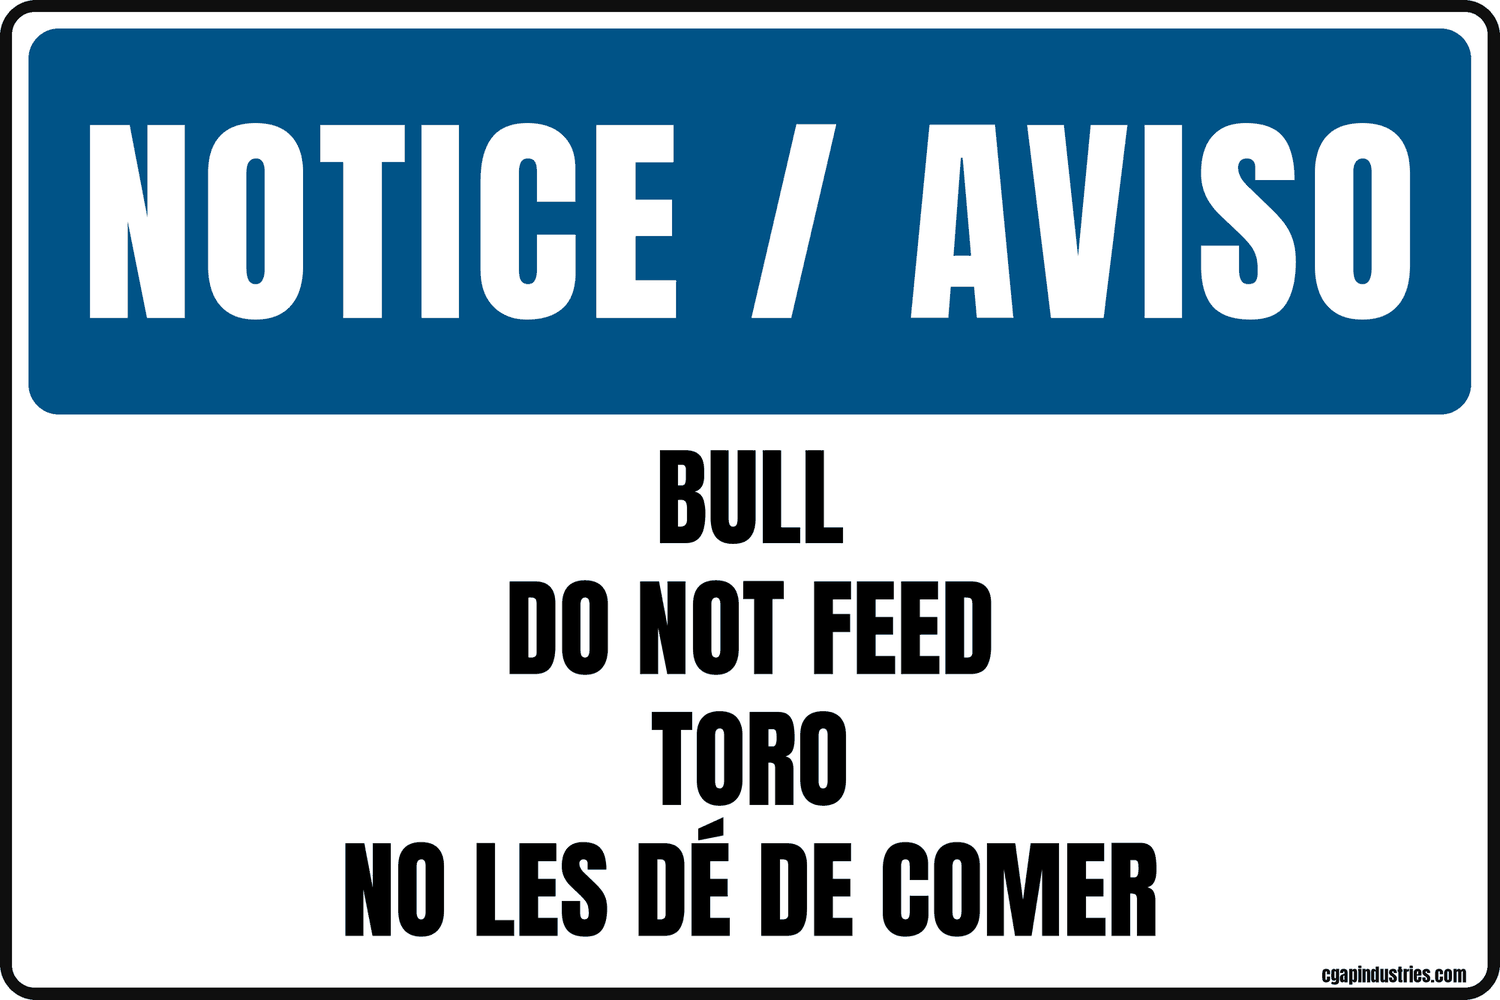 NOTICE / AVISO
BULL
DO NOT FEED
TORO
NO LES DÉ DE COMER
cgapindustries.com